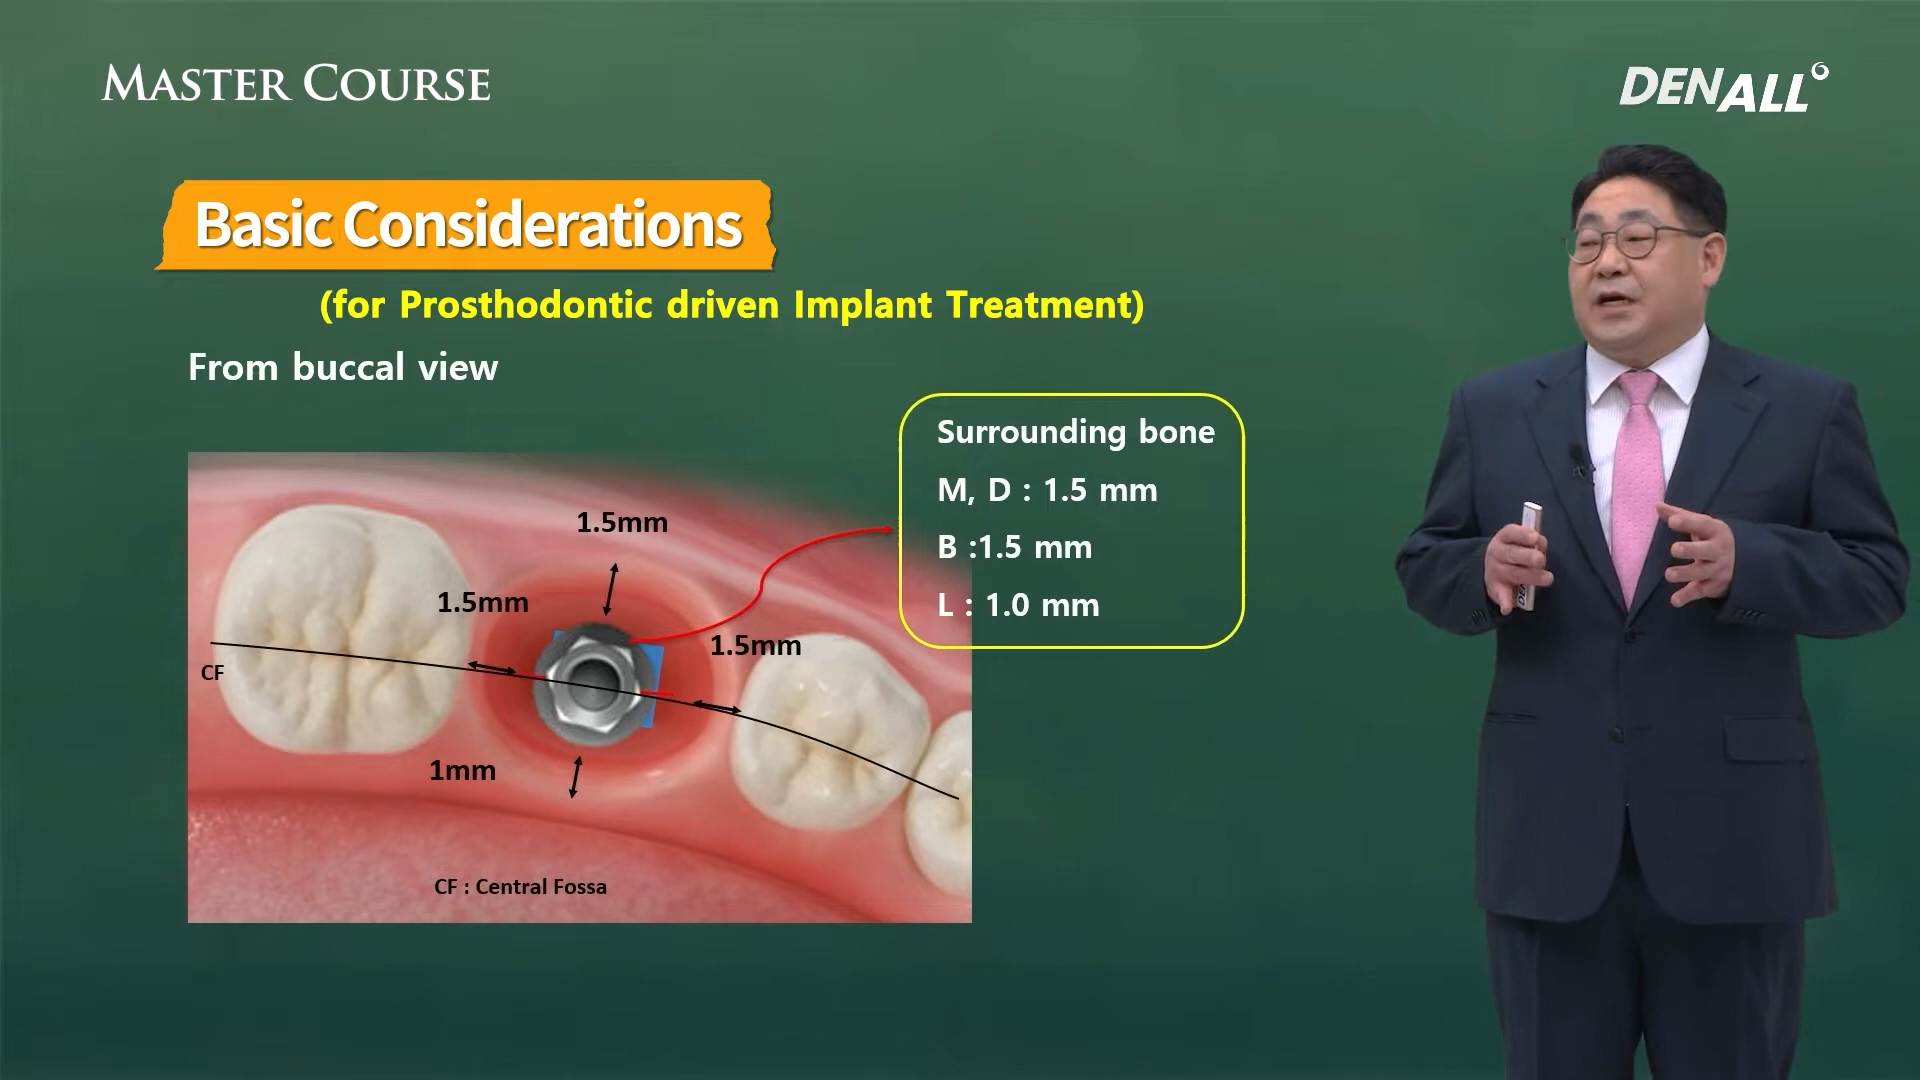 MASTER COURSE
DENALL
Basic Considerations
(for Prosthodontic driven Implant Treatment)
From buccal view
Surrounding bone
M, D : 1.5 mm
B :1.5 mm
L : 1.0 mm
1.5mm
1.5mm
1.5mm
CF
1mm
CF : Central Fossa